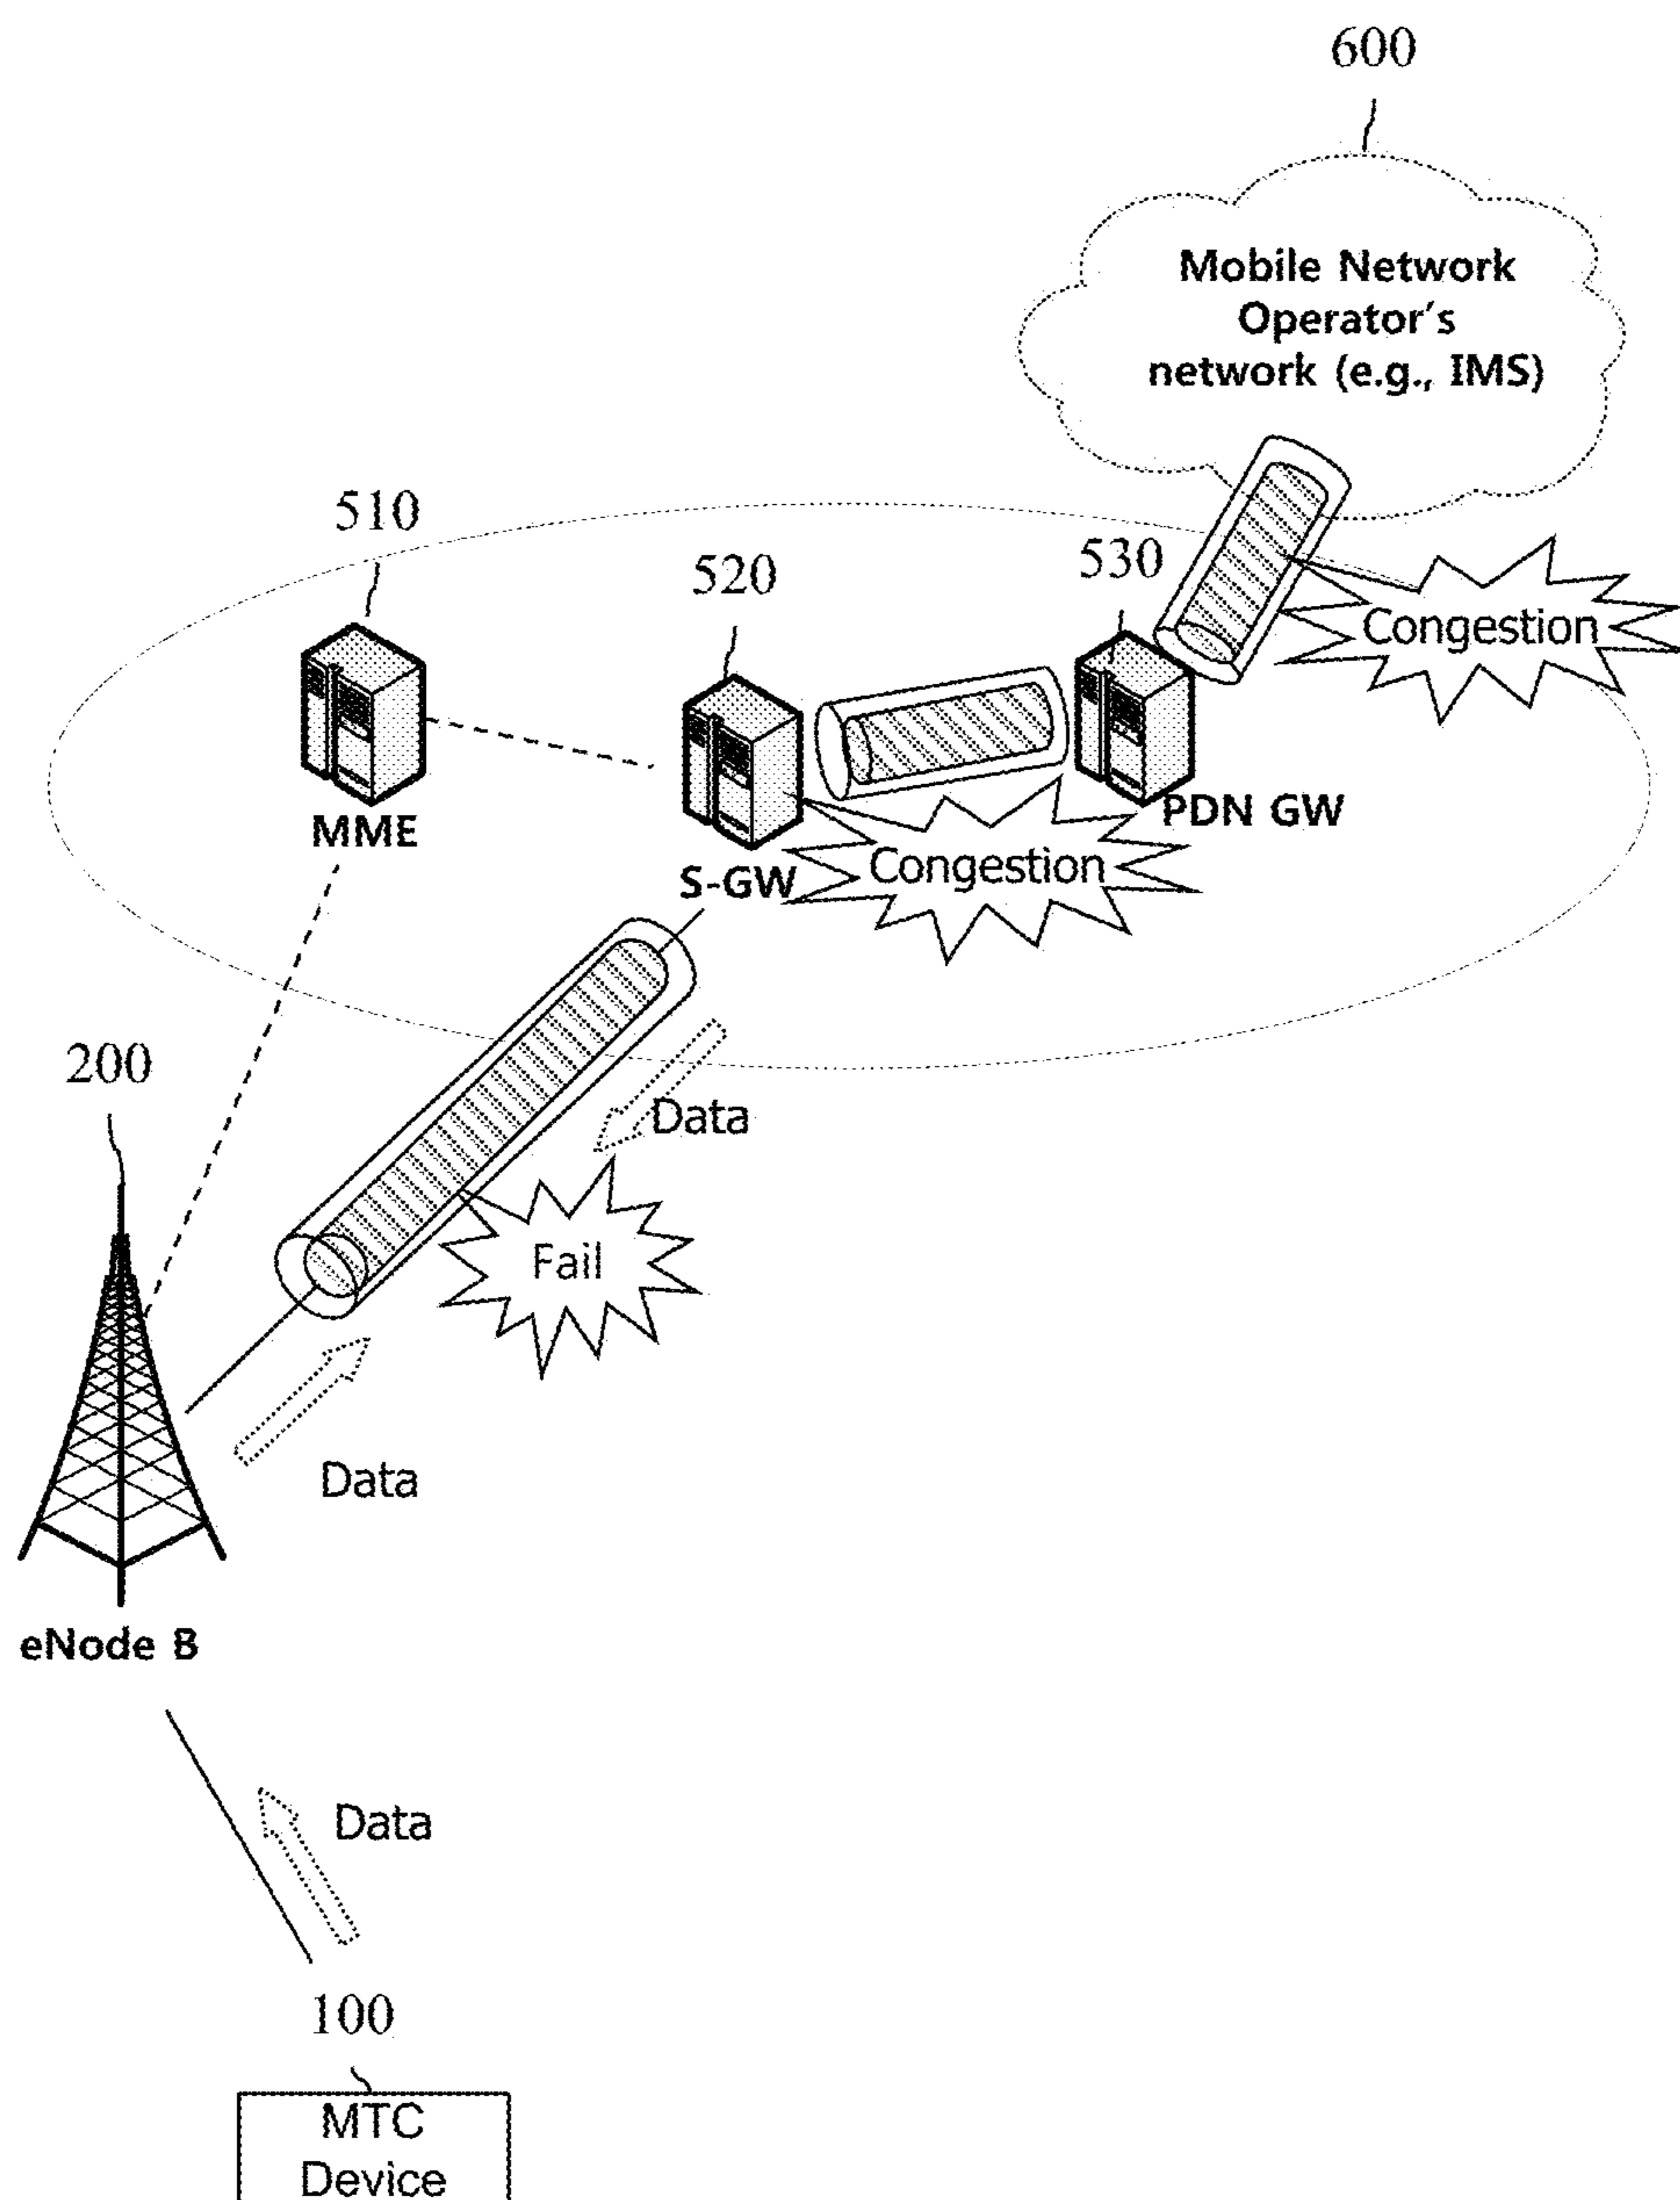 600
Mobile Network
Operator's
network (e.g., IMS)
510
520
530
Congestion
MME
PDN GW
S-GW
Congestion
200
Data
Fail
Data
eNode B
Data
100
MTC
Device